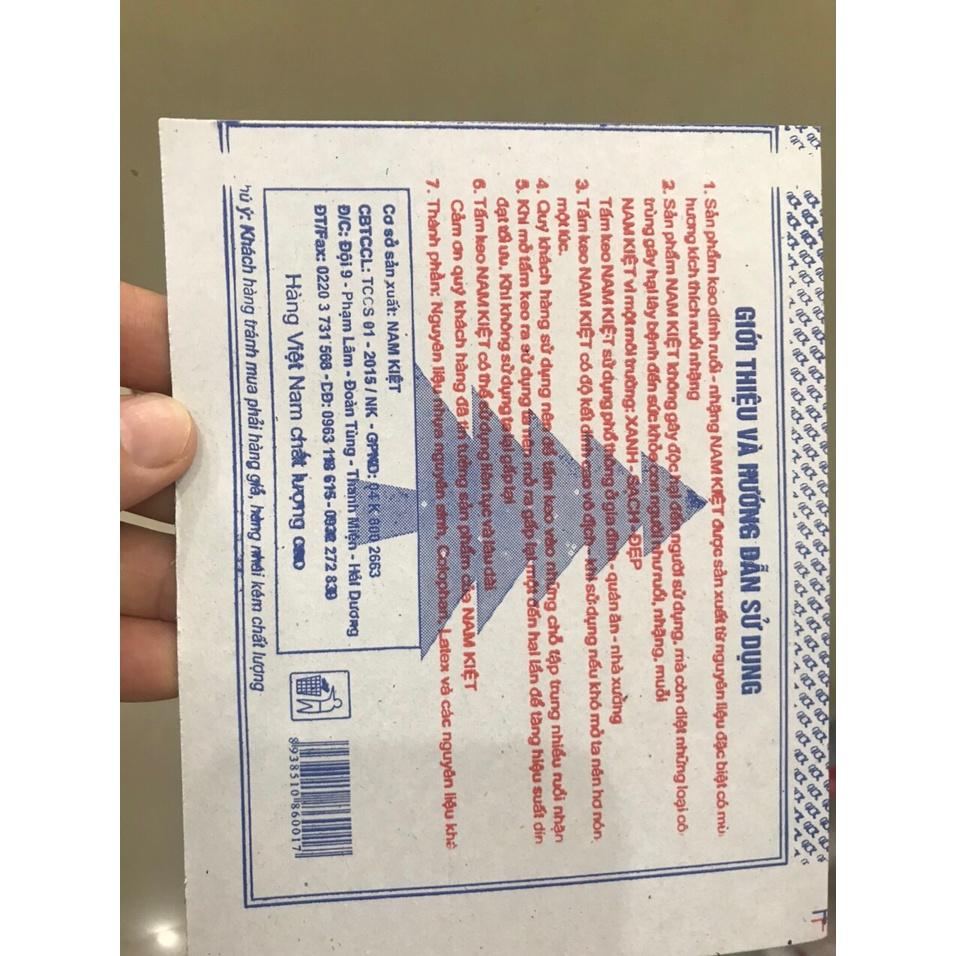 GIỚI THIỆU VÀ HƯỚNG DẪN SỬ DỤNG
1. Sản phẩm keo dính ruồi - nhặng NAM KIỆT được sản xuất từ nguyên liệu đặc biệt có mùi
hương kích thích ruồi nhặng
2. Sản phẩm NAM KIỆT không gây độc hại đến người sử dụng, mà còn diệt những loại côn
trùng gây hại lây bệnh đến sức khỏe con người như ruồi, nhặng, muỗi
NAM KIỆT vì một môi trường: XANH - SẠCH - ĐẸP
Tấm keo NAM KIỆT sử dụng phổ thông ở gia đình - quán ăn - nhà xưởng
3. Tấm keo NAM KIỆT có độ kết dính cao vô địch - khi sử dụng nếu khó mở ta nên hơ nón
một lúc.
4. Quý khách hàng sử dụng nên để tấm keo vào những chỗ tập trung nhiều ruồi nhặn
5. Khi mở tấm keo ra sử dụng ta nên mở ra gấp lại một đến hai lần để tăng hiệu suất dín
đạt tối ưu. Khi không sử dụng ta lại gấp lại
6. Tấm keo NAM KIỆT có thể sử dụng liên tục và lâu dài
Cảm ơn quý khách hàng đã tin tưởng sản phẩm của NAM KIỆT
7. Thành phần: Nguyên liệu nhựa nguyên sinh, Colophan, Latex và các nguyên liệu khá
Cơ sở sản xuất: NAM KIỆT
CBTCL: TCCS 01 - 2015 / NK - GPKD: 04 K 800 2663
Đ/C: Đội 9 - Phạm Lâm - Đoàn Tùng - Thanh Miện - Hải Dương
ĐT/Fax: 0220 3 731 568 - DĐ: 0963 118 615 - 0932 272 839
Hàng Việt Nam chất lượng cao
hú ý: Khách hàng tránh mua phải hàng giả, hàng nhái kém chất lượng
8938510860017